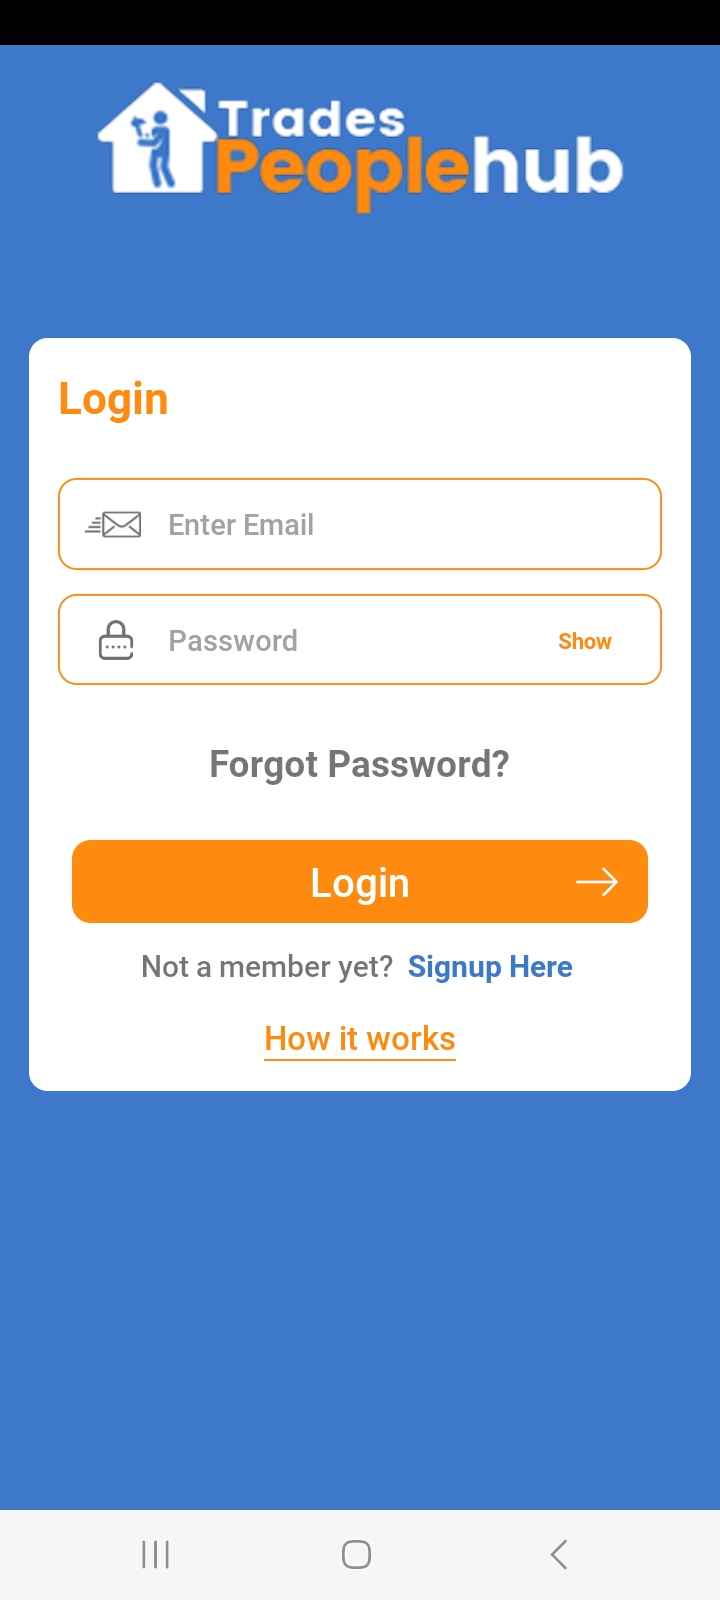 Trades
Peoplehub
Login
Enter Email
Password Show
Forgot Password?
Login
Not a member yet? Signup Here
How it works